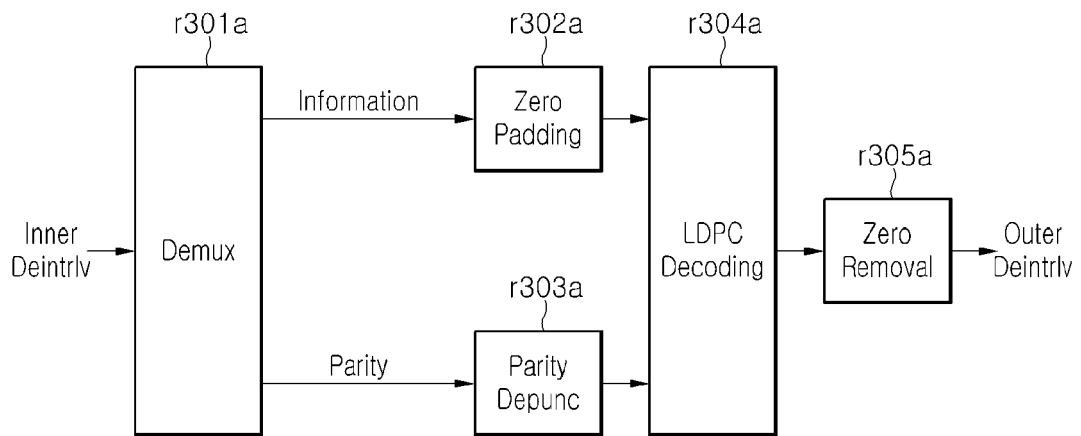 r301a
r302a
r304a
Information
Zero
Padding
r305a
Inner
Deintrlv
Demux
LDPC
Decoding
Zero
Removal
Outer
Deintrlv
r303a
Parity
Parity
Depunc